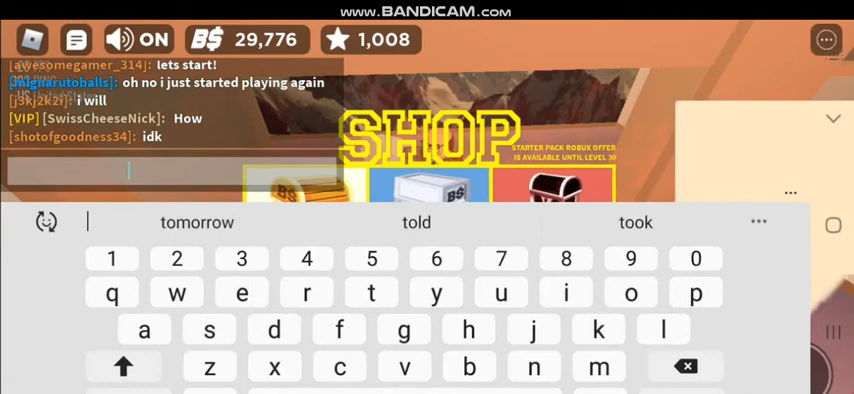 WWW.BANDICAM.COM
ON
B$ 29,776
1,008
[awesomegamer_314]: lets start!
[mignarutoballs]: oh no i just started playing again
[j3kj2k2i]: i will
[VIP] [SwissCheeseNick]: How
[shotofgoodness34]: idk
SHOP
STARTER PACK ROBUX OFFER
IS AVAILABLE UNTIL LEVEL 30
B$
B$
tomorrow told took
1 2 3 4 5 6 7 8 9 0
q w e r t y u i o p
a s d f g h j k l
z x c v b n m